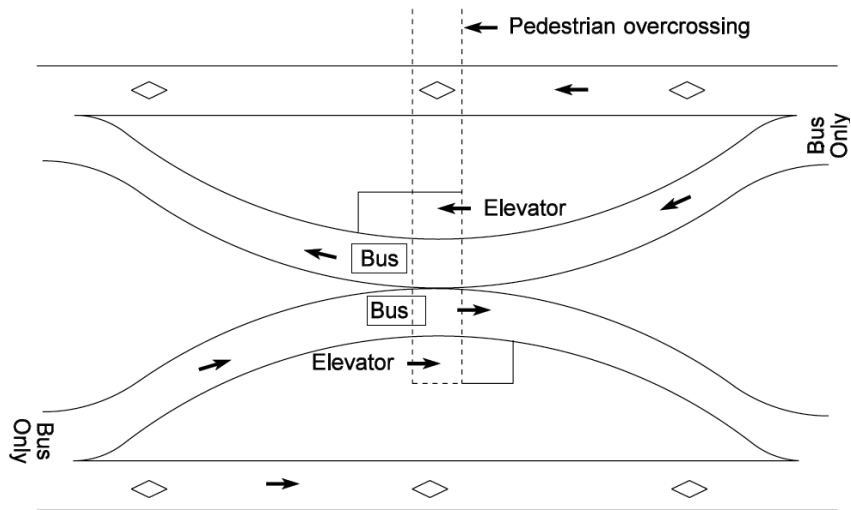 Pedestrian overcrossing
Bus
Only
Elevator
Bus
Bus
Elevator
Bus
Only